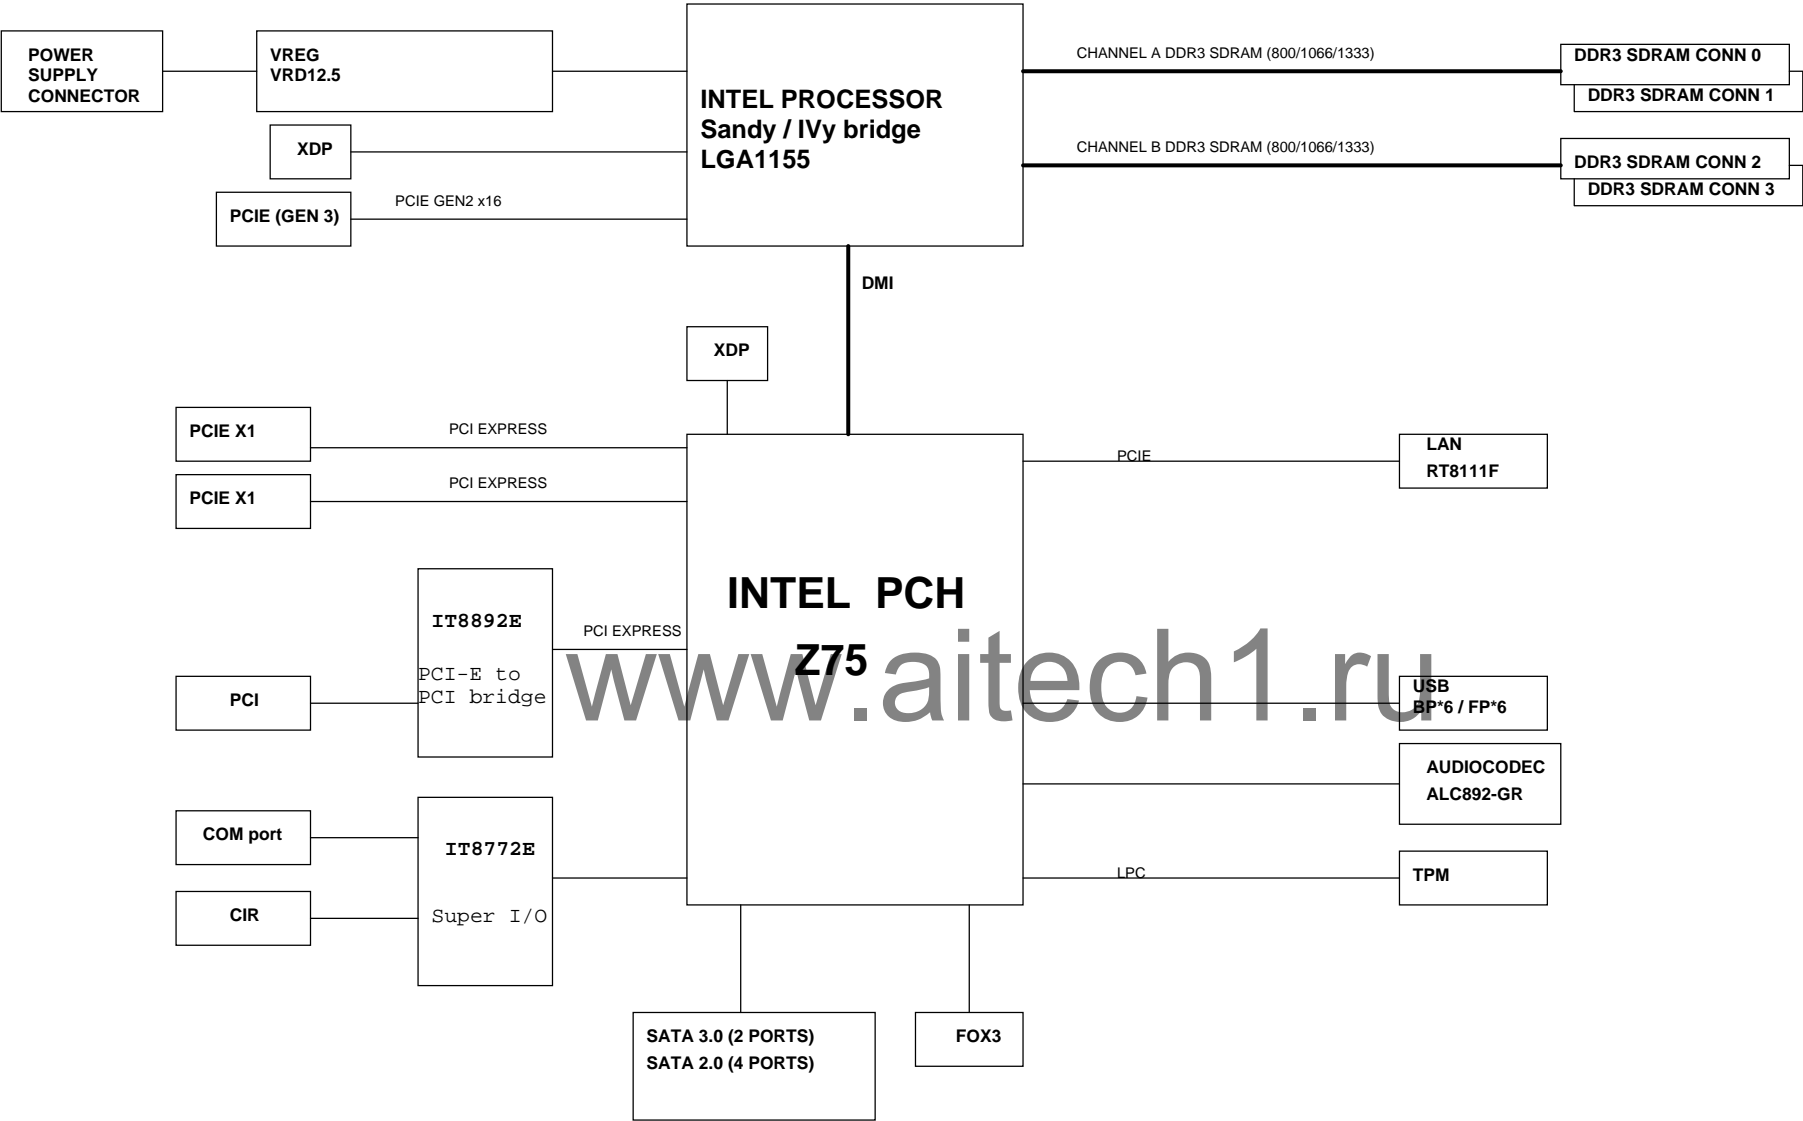 POWER
SUPPLY
CONNECTOR
VREG
VRD12.5
XDP
PCIE (GEN 3)
PCIE GEN2 x16
INTEL PROCESSOR
Sandy / IVy bridge
LGA1155
CHANNEL A DDR3 SDRAM (800/1066/1333)
DDR3 SDRAM CONN 0
DDR3 SDRAM CONN 1
CHANNEL B DDR3 SDRAM (800/1066/1333)
DDR3 SDRAM CONN 2
DDR3 SDRAM CONN 3
DMI
XDP
PCIE X1
PCI EXPRESS
PCIE X1
PCI EXPRESS
PCIE
LAN
RT8111F
INTEL PCH
Z75
IT8892E
PCI-E to
PCI bridge
PCI EXPRESS
PCI
www.aitech1.ru
USB
BP*6 / FP*6
AUDIOCODEC
ALC892-GR
COM port
CIR
IT8772E
Super I/O
LPC
TPM
SATA 3.0 (2 PORTS)
SATA 2.0 (4 PORTS)
FOX3